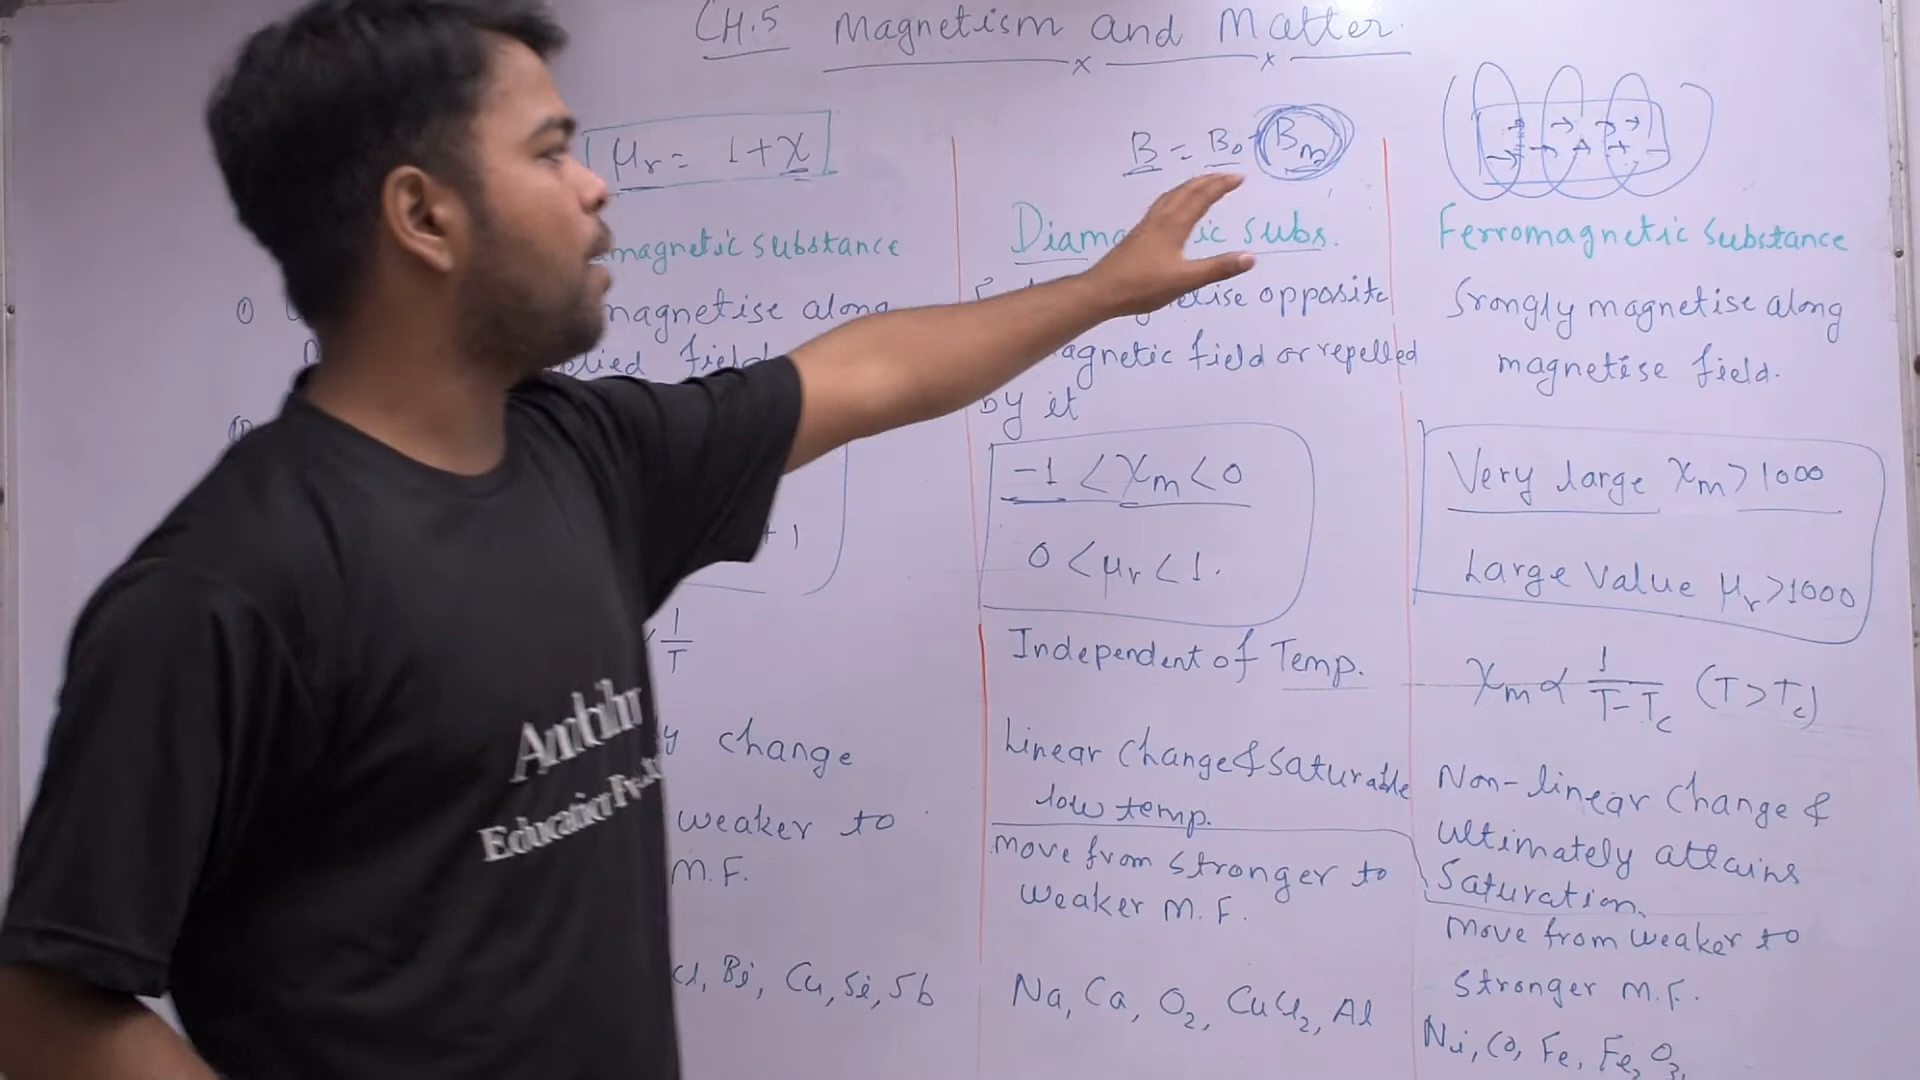 CH.5 Magnetism and Matter
μr = 1+χ
magnetic substance
①
magnetise along
field
+ 1
1/T
change
weaker to
M.F.
Bi, Cu, Si, Sb
B = B₀ - Bm
Diamagnetic subs.
opposite
magnetic field or repelled
by it
-1 < χm < 0
0 < μr < 1.
Independent of Temp.
Linear change & Saturable
low temp.
move from stronger to
weaker M.F.
Na, Ca, O₂, CuCl₂, Al
Ferromagnetic Substance
Srongly magnetise along
magnetise field.
Very large χm > 1000
Large Value μr > 1000
χm ∝ 1/T-Tc (T > Tc)
Non-linear change &
ultimately attains
Saturation.
move from weaker to
stronger M.F.
Ni, Co, Fe, Fe₂O₃,